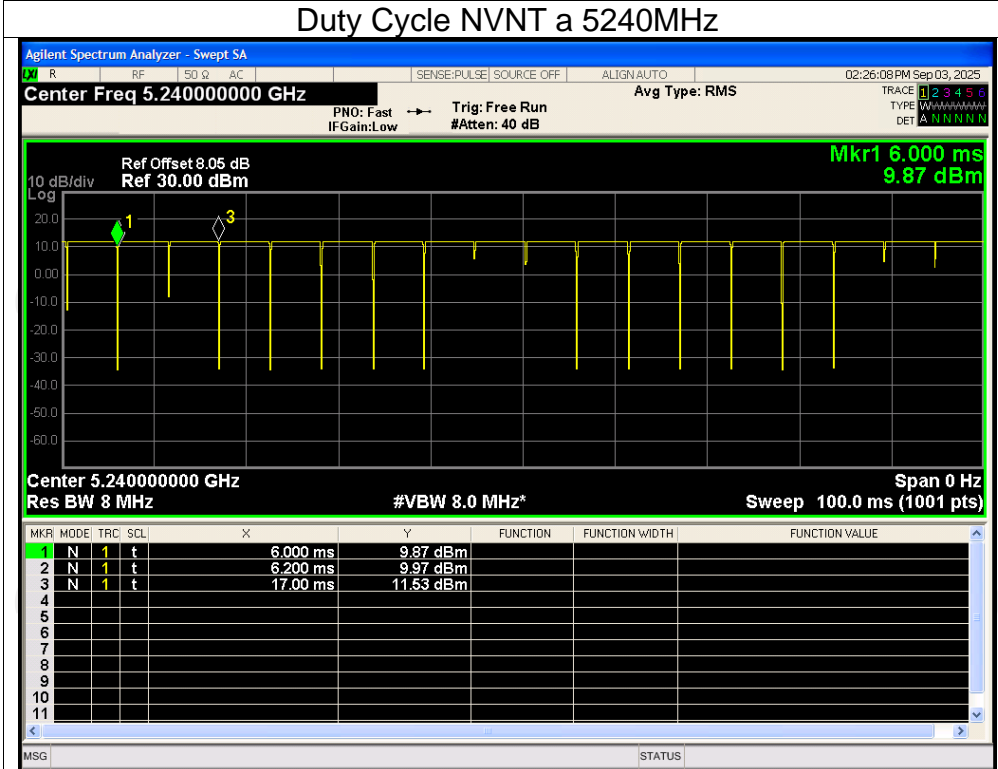 Duty Cycle NVNT a 5240MHz
Agilent Spectrum Analyzer - Swept SA
LXI R RF 50 Ω AC SENSE:PULSE SOURCE OFF ALIGN AUTO 02:26:08 PM Sep 03, 2025
Center Freq 5.240000000 GHz
PNO: Fast
IFGain:Low
Trig: Free Run
#Atten: 40 dB
Avg Type: RMS
TRACE 1 2 3 4 5 6
TYPE WWWWWW
DET A N N N N N
Mkr1 6.000 ms
9.87 dBm
Ref Offset 8.05 dB
10 dB/div Ref 30.00 dBm
Log
1
3
20.0
10.0
0.00
-10.0
-20.0
-30.0
-40.0
-50.0
-60.0
Center 5.240000000 GHz Span 0 Hz
Res BW 8 MHz #VBW 8.0 MHz* Sweep 100.0 ms (1001 pts)
MKR MODE TRC SCL X Y FUNCTION FUNCTION WIDTH FUNCTION VALUE
1 N 1 t 6.000 ms 9.87 dBm
2 N 1 t 6.200 ms 9.97 dBm
3 N 1 t 17.00 ms 11.53 dBm
4
5
6
7
8
9
10
11
MSG STATUS